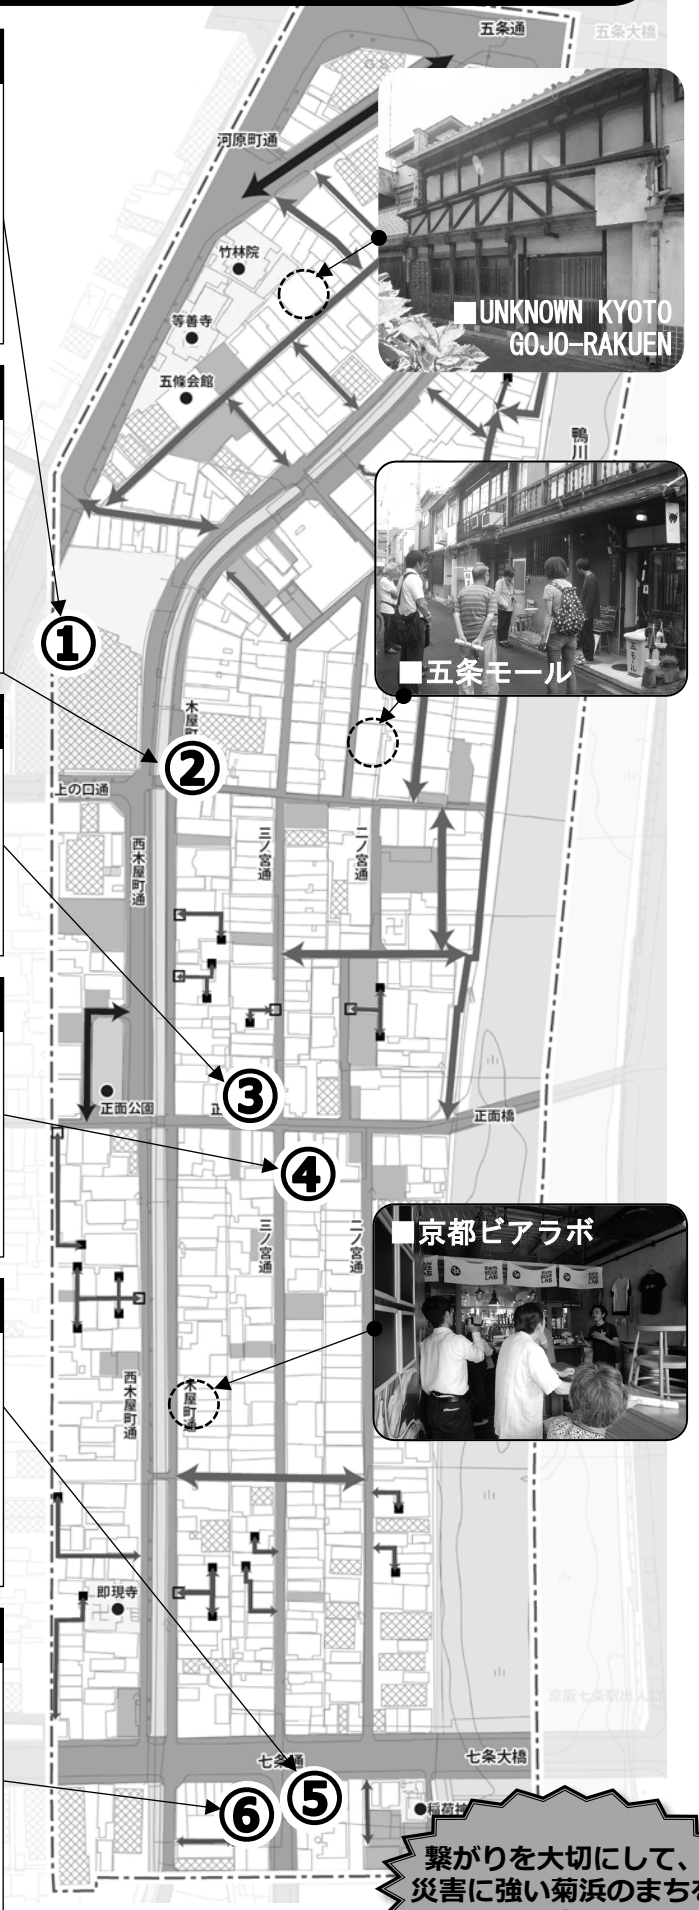 五条通
五条大橋
GS
河原町通
竹林院
■UNKNOWN KYOTO
GOJO-RAKUEN
等善寺
五條会館
鴨川
①
■五条モール
木屋町
②
上の口通
西木屋町通
三ノ宮通
二ノ宮通
③
正面公園
正
正面橋
④
三ノ宮通
二ノ宮通
■京都ビアラボ
西木屋町通
木屋町通
即現寺
京阪七条駅出入口
七条通
七条大橋
⑤
⑥
稲荷神
繋がりを大切にして、
災害に強い菊浜のまちを